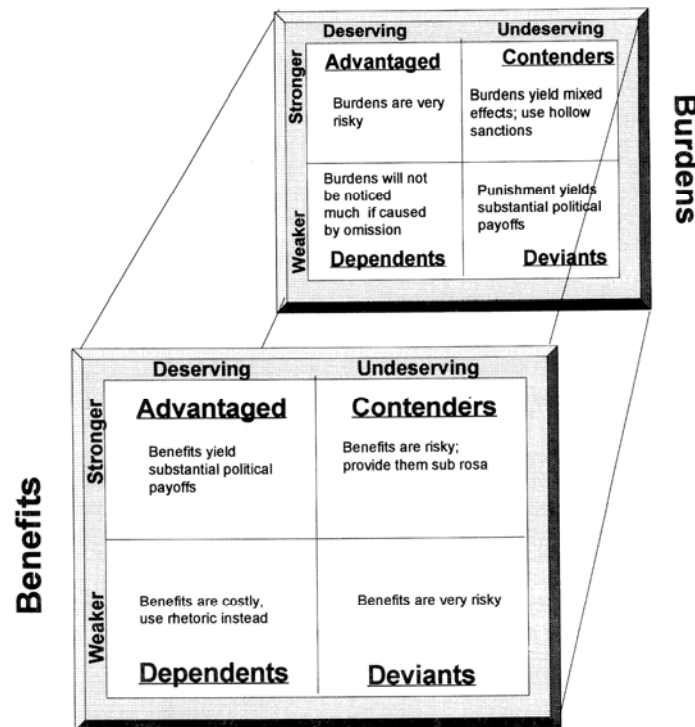 Deserving
Undeserving
Stronger
Advantaged
Burdens are very
risky
Contenders
Burdens yield mixed
effects; use hollow
sanctions
Weaker
Burdens will not
be noticed
much if caused
by omission
Dependents
Punishment yields
substantial political
payoffs
Deviants
Burdens
Deserving
Undeserving
Benefits
Stronger
Advantaged
Benefits yield
substantial political
payoffs
Contenders
Benefits are risky;
provide them sub rosa
Weaker
Benefits are costly,
use rhetoric instead
Dependents
Benefits are very risky
Deviants